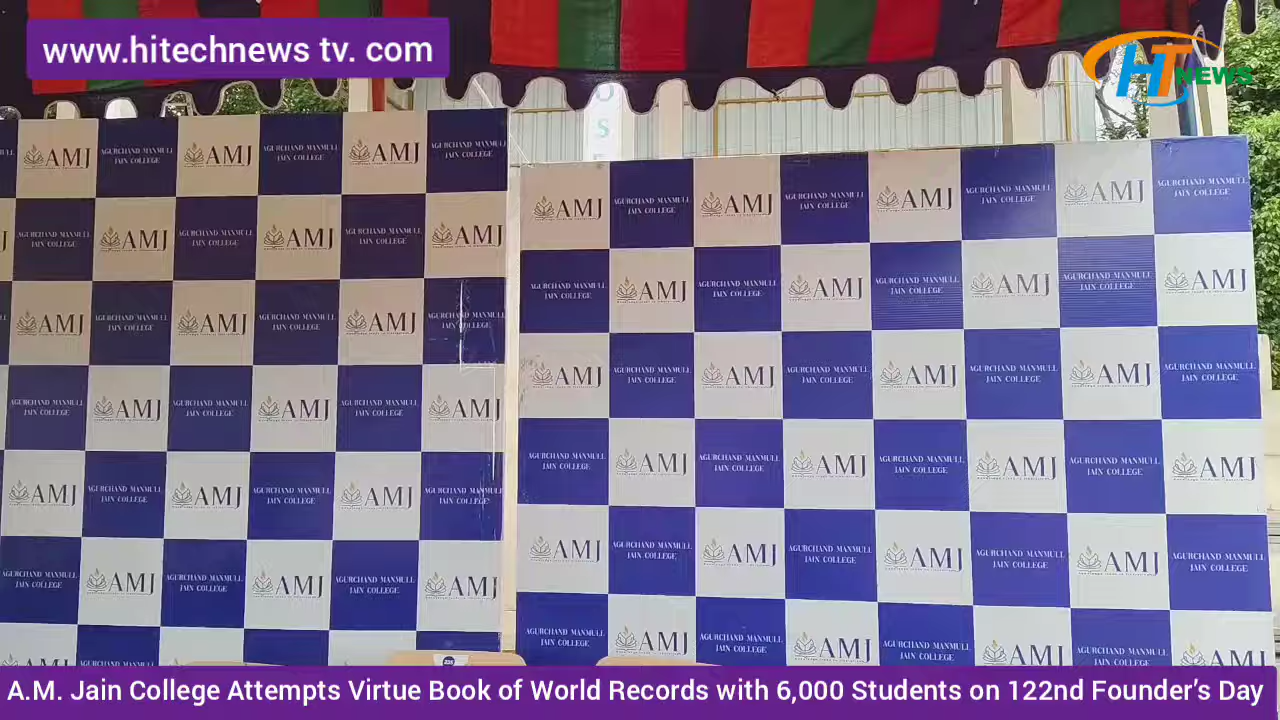 www.hitechnews tv. com
HT NEWS
AMJ
AGURCHAND MANMULL
JAIN COLLEGE
A.M. Jain College Attempts Virtue Book of World Records with 6,000 Students on 122nd Founder's Day